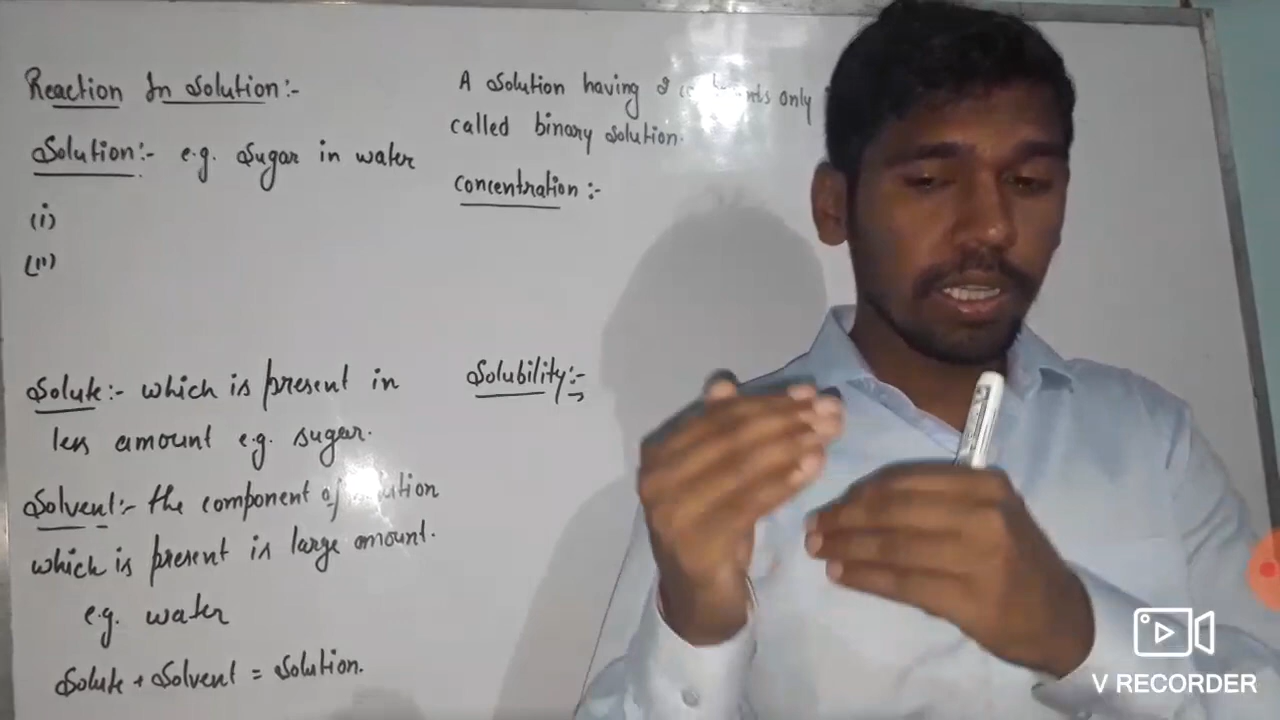 Reaction In Solution:-
Solution:- e.g. Sugar in water
(i)
(ii)
Solute:- which is present in
less amount e.g. sugar.
Solvent:- the component of
which is present in large amount.
e.g. water
Solute + Solvent = Solution.
A Solution having 2 only
called binary solution.
Concentration:-
Solubility:-
V RECORDER